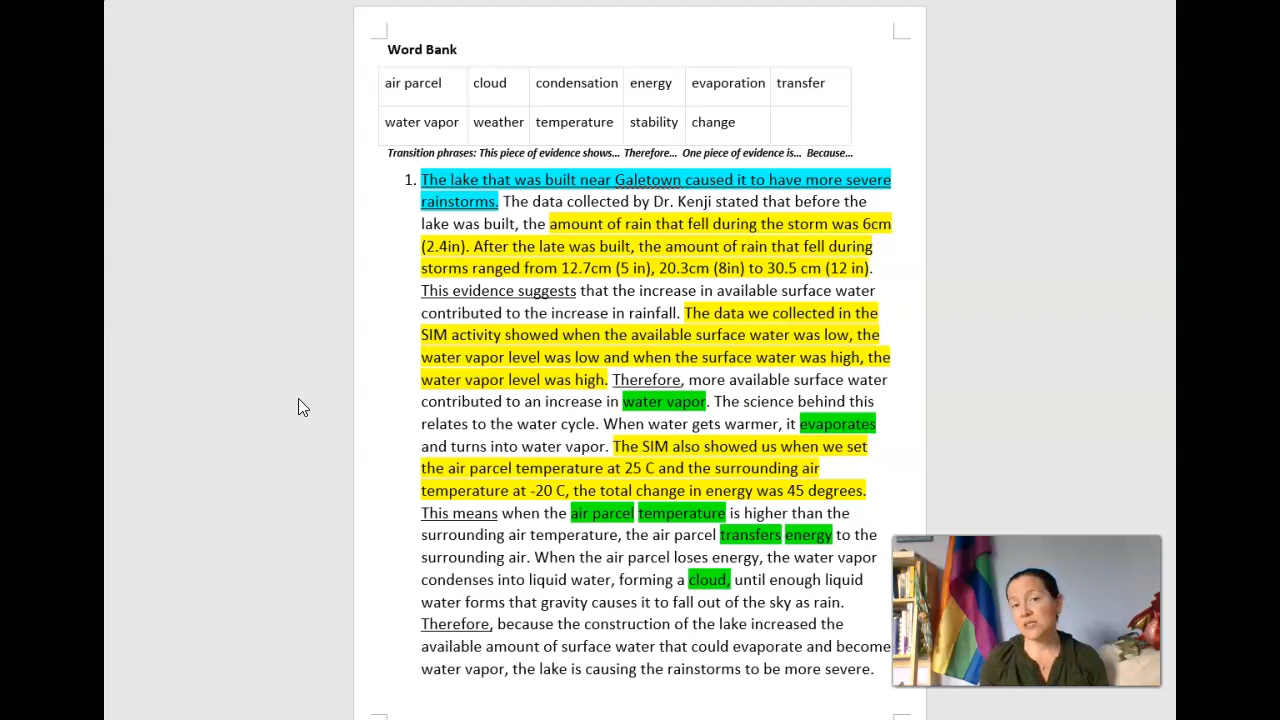 Word Bank
air parcel cloud condensation energy evaporation transfer
water vapor weather temperature stability change
Transition phrases: This piece of evidence shows... Therefore... One piece of evidence is... Because...
1. The lake that was built near Galetown caused it to have more severe
rainstorms. The data collected by Dr. Kenji stated that before the
lake was built, the amount of rain that fell during the storm was 6cm
(2.4in). After the late was built, the amount of rain that fell during
storms ranged from 12.7cm (5 in), 20.3cm (8in) to 30.5 cm (12 in).
This evidence suggests that the increase in available surface water
contributed to the increase in rainfall. The data we collected in the
SIM activity showed when the available surface water was low, the
water vapor level was low and when the surface water was high, the
water vapor level was high. Therefore, more available surface water
contributed to an increase in water vapor. The science behind this
relates to the water cycle. When water gets warmer, it evaporates
and turns into water vapor. The SIM also showed us when we set
the air parcel temperature at 25 C and the surrounding air
temperature at -20 C, the total change in energy was 45 degrees.
This means when the air parcel temperature is higher than the
surrounding air temperature, the air parcel transfers energy to the
surrounding air. When the air parcel loses energy, the water vapor
condenses into liquid water, forming a cloud, until enough liquid
water forms that gravity causes it to fall out of the sky as rain.
Therefore, because the construction of the lake increased the
available amount of surface water that could evaporate and become
water vapor, the lake is causing the rainstorms to be more severe.